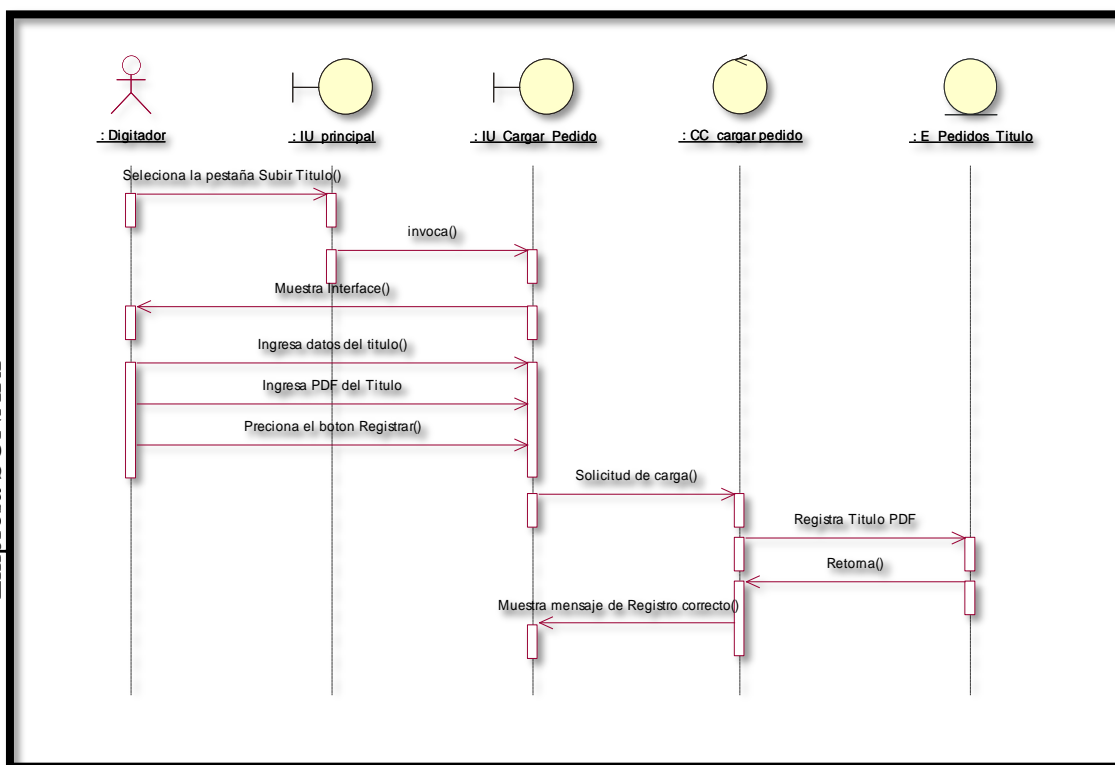 : Digitador
: IU_principal
: IU_Cargar_Pedido
: CC_cargar pedido
: E_Pedidos_Titulo
Seleciona la pestaña Subir Titulo()
invoca()
Muestra Interface()
Ingresa datos del titulo()
Ingresa PDF del Titulo
Preciona el boton Registrar()
Solicitud de carga()
Registra Titulo PDF
Retorna()
Muestra mensaje de Registro correcto()